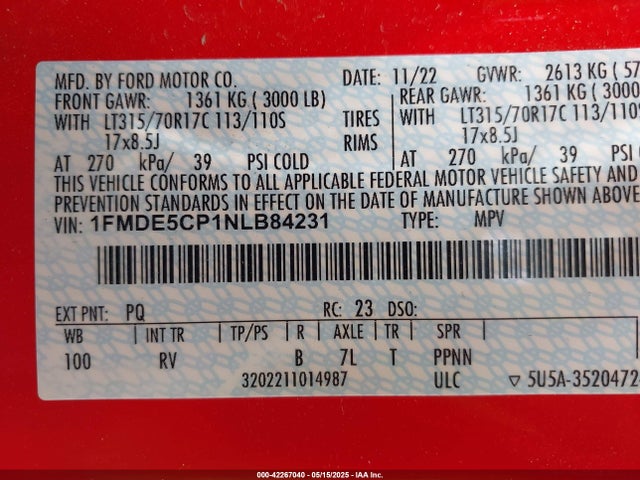 MFD. BY FORD MOTOR CO. DATE: 11/22 GVWR: 2613 KG ( 57
FRONT GAWR: 1361 KG ( 3000 LB) REAR GAWR: 1361 KG ( 3000
WITH LT315/70R17C 113/110S TIRES WITH LT315/70R17C 113/110S
17x8.5J RIMS 17x8.5J
AT 270 kPa/ 39 PSI COLD AT 270 kPa/ 39 PSI COLD
THIS VEHICLE CONFORMS TO ALL APPLICABLE FEDERAL MOTOR VEHICLE SAFETY AND
PREVENTION STANDARDS IN EFFECT ON THE DATE OF MANUFACTURE SHOWN ABOVE
VIN: 1FMDE5CP1NLB84231 TYPE: MPV
EXT PNT: PQ RC: 23 DSO:
WB INT TR TP/PS R AXLE TR SPR
100 RV B 7L T PPNN
3202211014987 ULC ▽ 5U5A-3520472
000-42267040 - 05/15/2025 - IAA Inc.